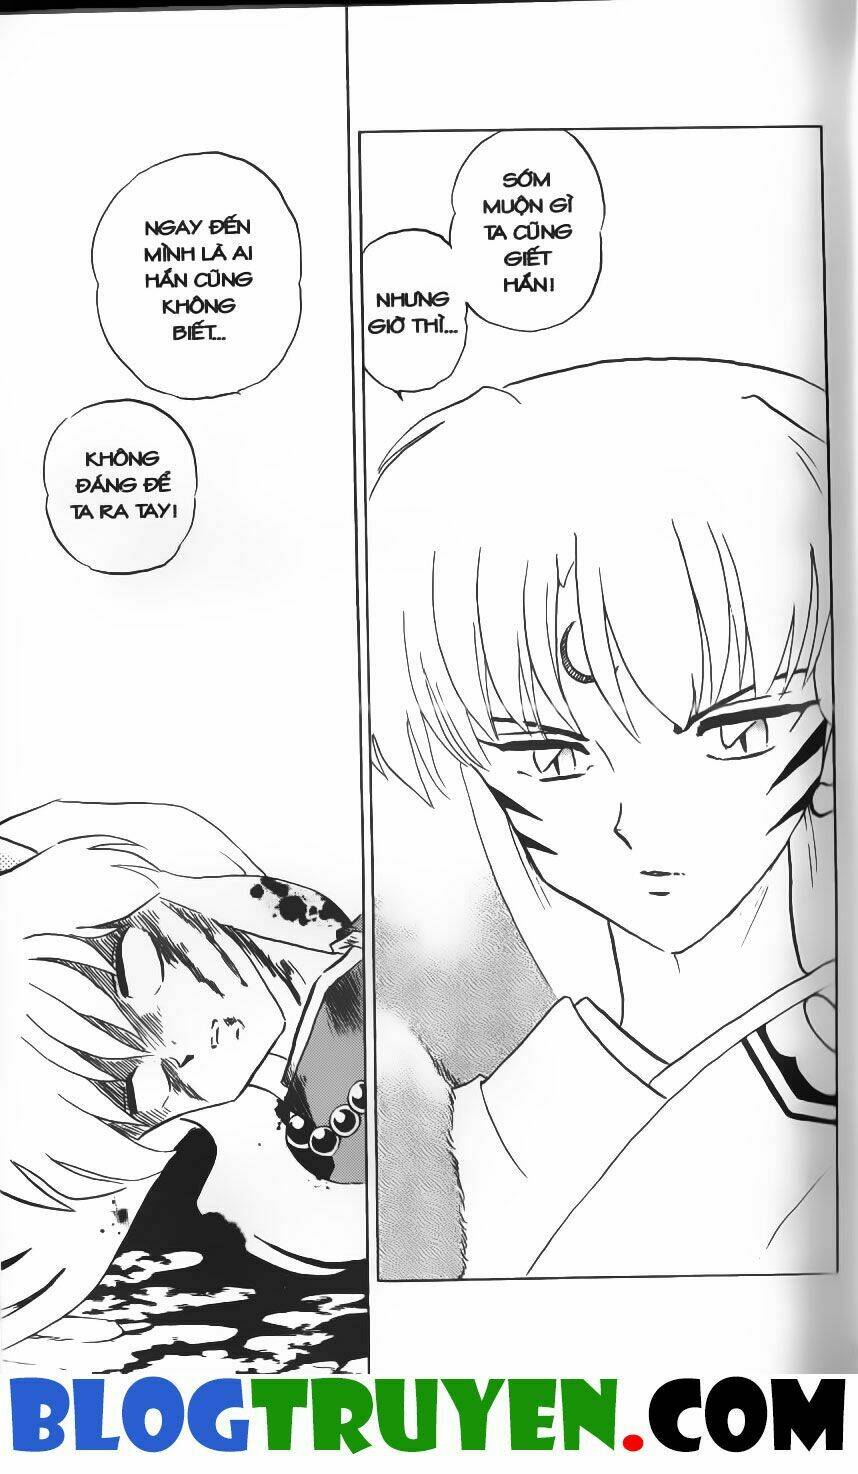 SỚM
MUỘN GÌ
TA CŨNG
GIẾT
HẮN!
NHƯNG
GIỜ THÌ...
NGAY ĐẾN
MÌNH LÀ AI
HẮN CŨNG
KHÔNG
BIẾT...
KHÔNG
ĐÁNG ĐỂ
TA RA TAY!
BLOGTRUYEN.COM